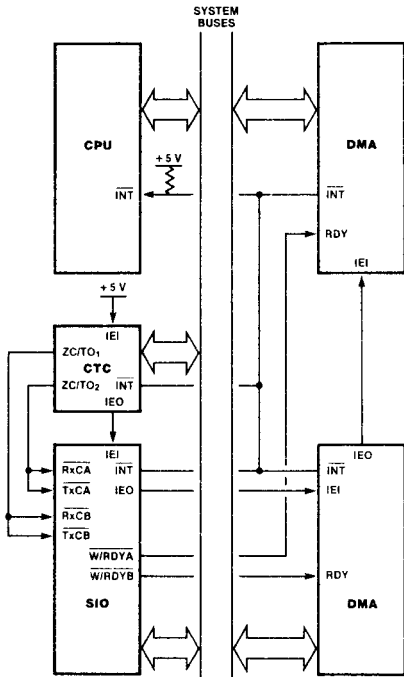 SYSTEM
BUSES
CPU
+5 V
INT
DMA
INT
RDY
IEI
+5 V
IEI
ZC/TO1
CTC
ZC/TO2
INT
IEO
IEI
RxCA
INT
TxCA
IEO
RxCB
TxCB
W/RDYA
W/RDYB
SIO
IEO
INT
IEI
RDY
DMA